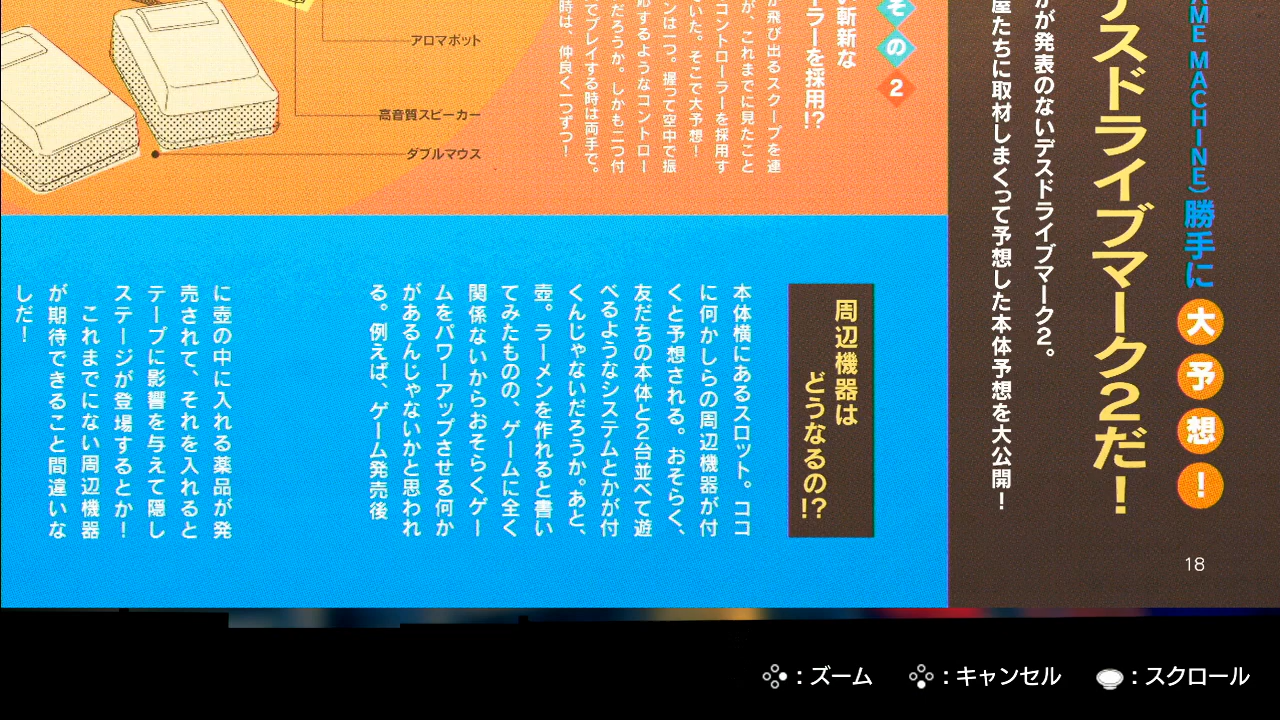 AME MACHINE）勝手に
大予想！
デスドライブマーク2だ！
が発表のないデスドライブマーク2。
屋たちに取材しまくって予想した本体予想を大公開！
18
その2
い斬新な
ーラーを採用!?
が飛び出るスクープを連
が、これまでに見たこと
コントローラーを採用す
いた。そこで大予想！
ンは一つ。握って空中で振
応するようなコントロー
だろうか。しかも二つ付
でプレイする時は両手で。
時は、仲良く一つずつ！
アロマポット
高音質スピーカー
ダブルマウス
周辺機器は
どうなるの!?
本体横にあるスロット。ココ
に何かしらの周辺機器が付
くと予想される。おそらく、
友だちの本体と2台並べて遊
べるようなシステムとかが付
くんじゃないだろうか。あと、
壺。ラーメンを作れると書い
てみたものの、ゲームに全く
関係ないからおそらくゲー
ムをパワーアップさせる何か
があるんじゃないかと思われ
る。例えば、ゲーム発売後
に壺の中に入れる薬品が発
売されて、それを入れると
テープに影響を与えて隠し
ステージが登場するとか！
これまでにない周辺機器
が期待できること間違いな
しだ！
：ズーム
：キャンセル
：スクロール